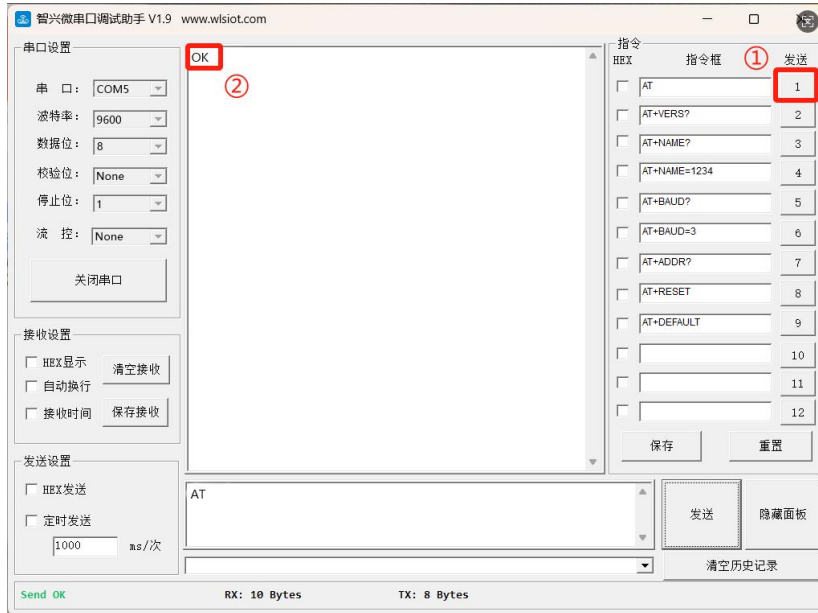 智兴微串口调试助手 V1.9 www.wlsiot.com
串口设置
串 口: COM5
波特率: 9600
数据位: 8
校验位: None
停止位: 1
流 控: None
关闭串口
接收设置
HEX显示
清空接收
自动换行
接收时间
保存接收
发送设置
HEX发送
定时发送
1000 ms/次
OK
②
AT
指令
HEX 指令框 ① 发送
AT 1
AT+VERS? 2
AT+NAME? 3
AT+NAME=1234 4
AT+BAUD? 5
AT+BAUD=3 6
AT+ADDR? 7
AT+RESET 8
AT+DEFAULT 9
10
11
12
保存 重置
发送 隐藏面板
清空历史记录
Send OK RX: 10 Bytes TX: 8 Bytes